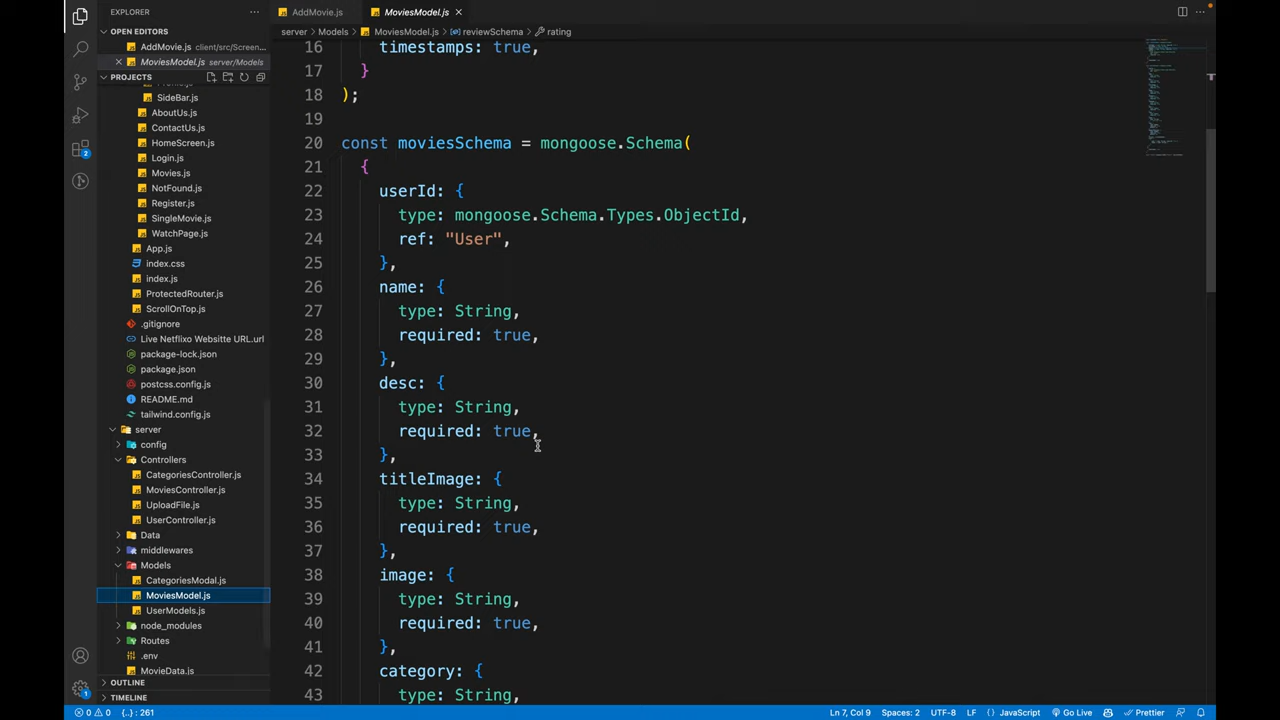 EXPLORER
OPEN EDITORS
AddMovie.js client/src/Screen...
MoviesModel.js server/Models
PROJECTS
SideBar.js
AboutUs.js
ContactUs.js
HomeScreen.js
Login.js
Movies.js
NotFound.js
Register.js
SingleMovie.js
WatchPage.js
App.js
index.css
index.js
ProtectedRouter.js
ScrollOnTop.js
.gitignore
Live Netflixo Websitte URL.url
package-lock.json
package.json
postcss.config.js
README.md
tailwind.config.js
server
config
Controllers
CategoriesController.js
MoviesController.js
UploadFile.js
UserController.js
Data
middlewares
Models
CategoriesModal.js
MoviesModel.js
UserModels.js
node_modules
Routes
.env
MovieData.js
OUTLINE
TIMELINE
2
1
AddMovie.js MoviesModel.js
server Models MoviesModel.js reviewSchema rating
16 timestamps: true,
17 }
18 );
19
20 const moviesSchema = mongoose.Schema(
21 {
22 userId: {
23 type: mongoose.Schema.Types.ObjectId,
24 ref: "User",
25 },
26 name: {
27 type: String,
28 required: true,
29 },
30 desc: {
31 type: String,
32 required: true,
33 },
34 titleImage: {
35 type: String,
36 required: true,
37 },
38 image: {
39 type: String,
40 required: true,
41 },
42 category: {
43 type: String,
0 0 {..}: 261 Ln 7, Col 9 Spaces: 2 UTF-8 LF {} JavaScript Go Live Prettier